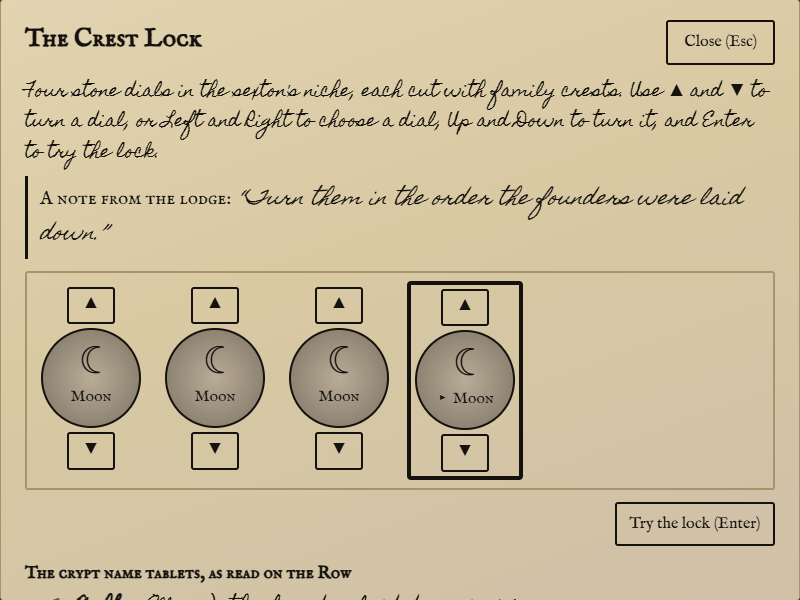 The Crest Lock
Close (Esc)
Four stone dials in the sexton's niche, each cut with family crests. Use ▲ and ▼ to
turn a dial, or Left and Right to choose a dial, Up and Down to turn it, and Enter
to try the lock.
A note from the lodge: “Turn them in the order the founders were laid
down.”
▲ ▲ ▲ ▲
Moon Moon Moon ▸ Moon
▼ ▼ ▼ ▼
Try the lock (Enter)
The crypt name tablets, as read on the Row